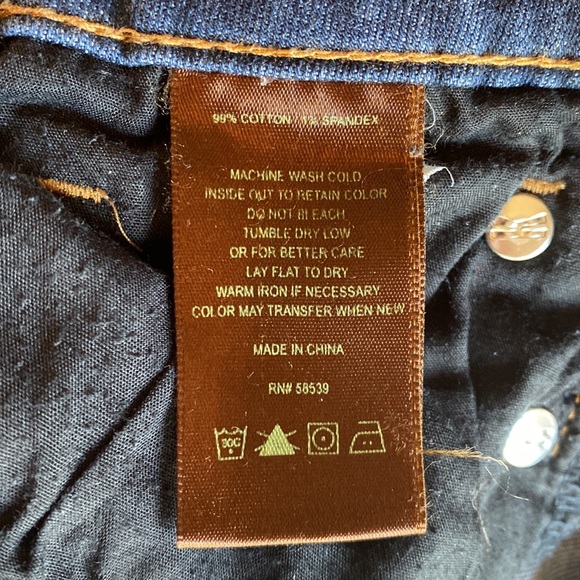 99% COTTON / 1% SPANDEX
MACHINE WASH COLD
INSIDE OUT TO RETAIN COLOR
DO NOT BLEACH
TUMBLE DRY LOW
OR FOR BETTER CARE
LAY FLAT TO DRY
WARM IRON IF NECESSARY
COLOR MAY TRANSFER WHEN NEW
MADE IN CHINA
RN# 58539
30C